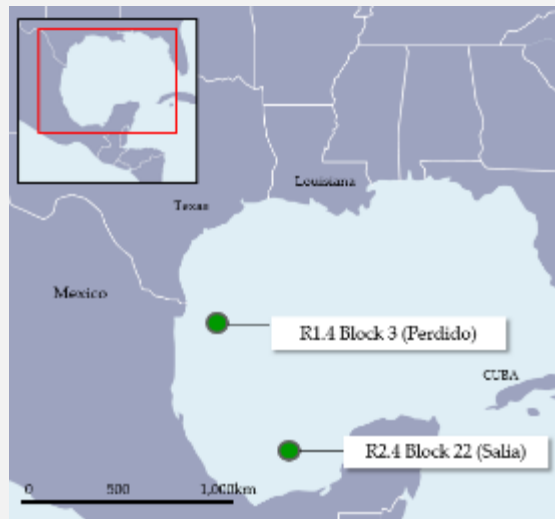 Louisiana
Texas
Mexico
R1.4 Block 3 (Perdido)
CUBA
R2.4 Block 22 (Salia)
0 500 1,000km